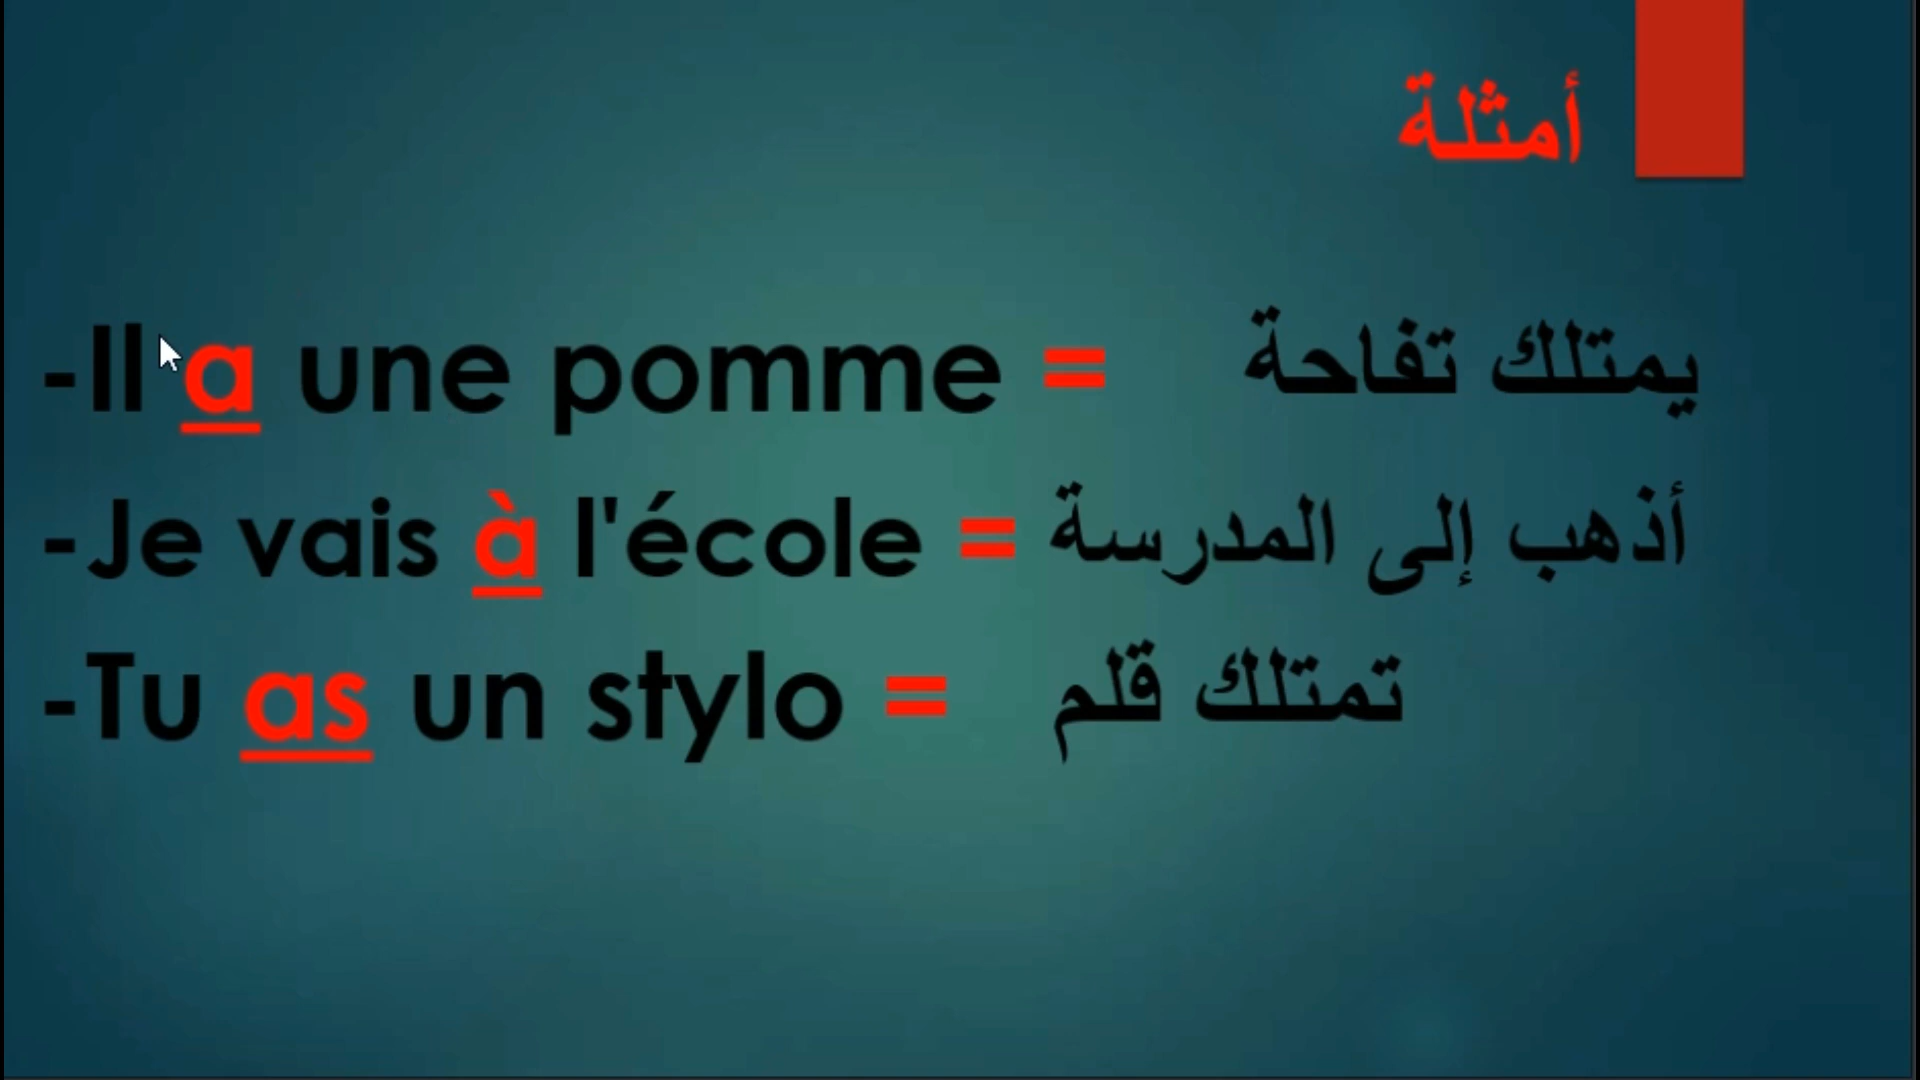 أمثلة
-Il a une pomme = يمتلك تفاحة
-Je vais à l'école = أذهب إلى المدرسة
-Tu as un stylo = تمتلك قلم